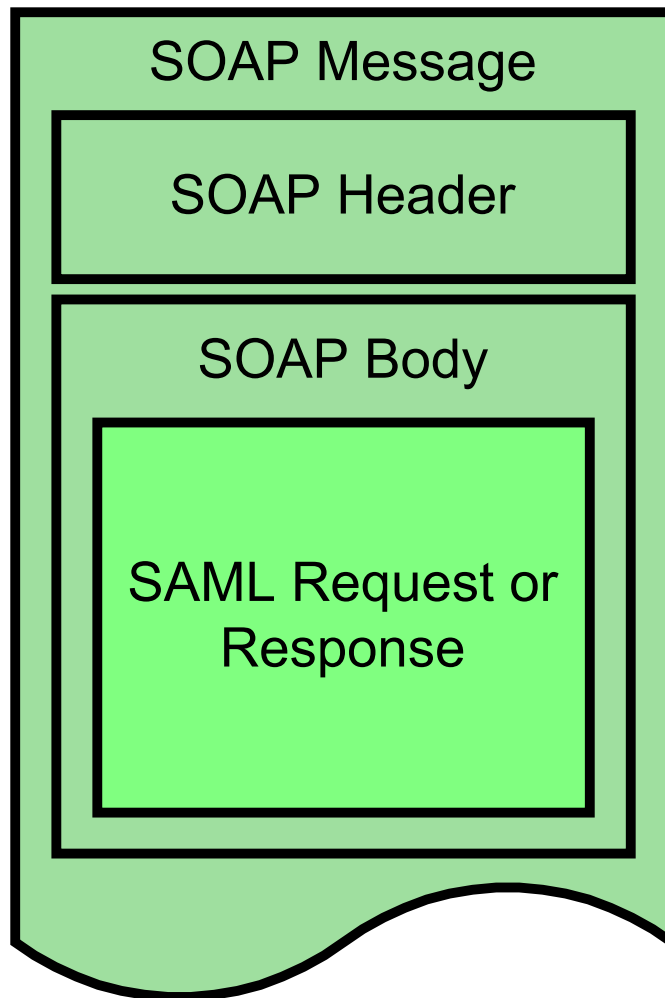 SOAP Message
SOAP Header
SOAP Body
SAML Request or
Response